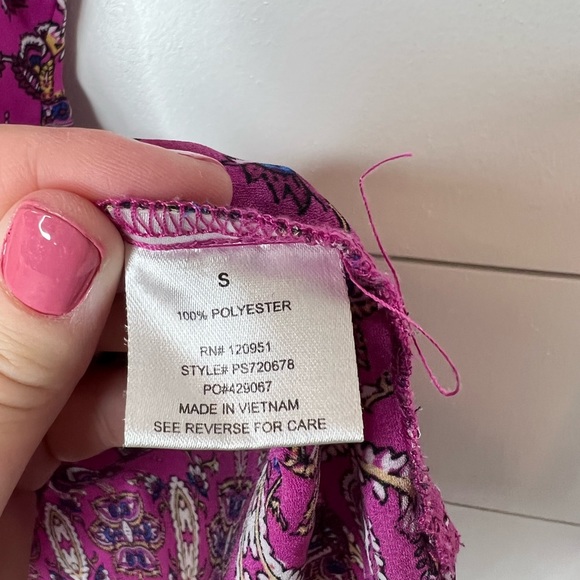 S
100% POLYESTER
RN# 120951
STYLE# PS720678
PO#429067
MADE IN VIETNAM
SEE REVERSE FOR CARE